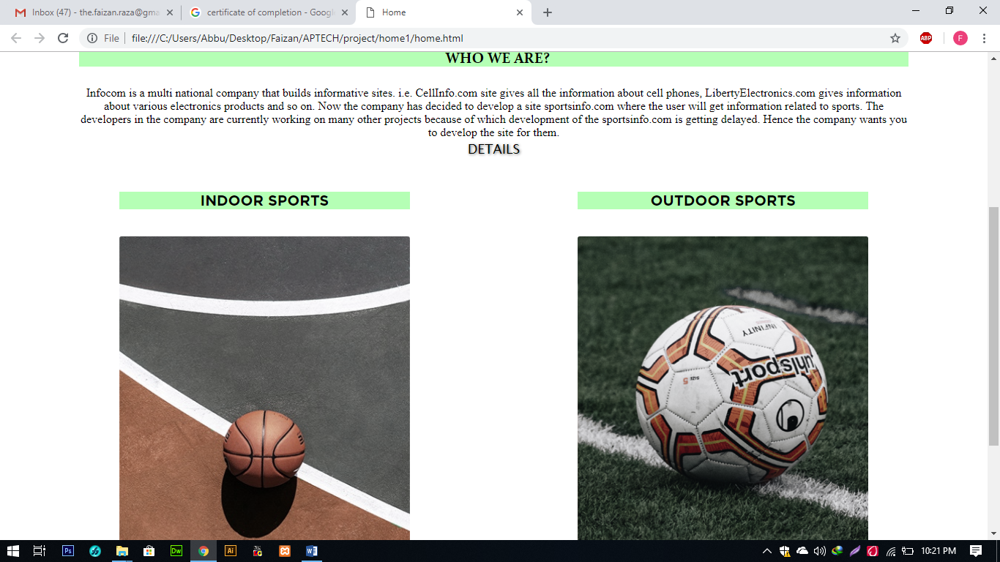 Inbox (47) - the.faizan.raza@gma
certificate of completion - Googl
Home
File
file:///C:/Users/Abbu/Desktop/Faizan/APTECH/project/home1/home.html
ABP
F
WHO WE ARE?
Infocom is a multi national company that builds informative sites. i.e. CellInfo.com site gives all the information about cell phones, LibertyElectronics.com gives information
about various electronics products and so on. Now the company has decided to develop a site sportsinfo.com where the user will get information related to sports. The
developers in the company are currently working on many other projects because of which development of the sportsinfo.com is getting delayed. Hence the company wants you
to develop the site for them.
DETAILS
INDOOR SPORTS
OUTDOOR SPORTS
INFINITY
uhlsport
SIZE 5
Ps
Dw
Ai
10:21 PM